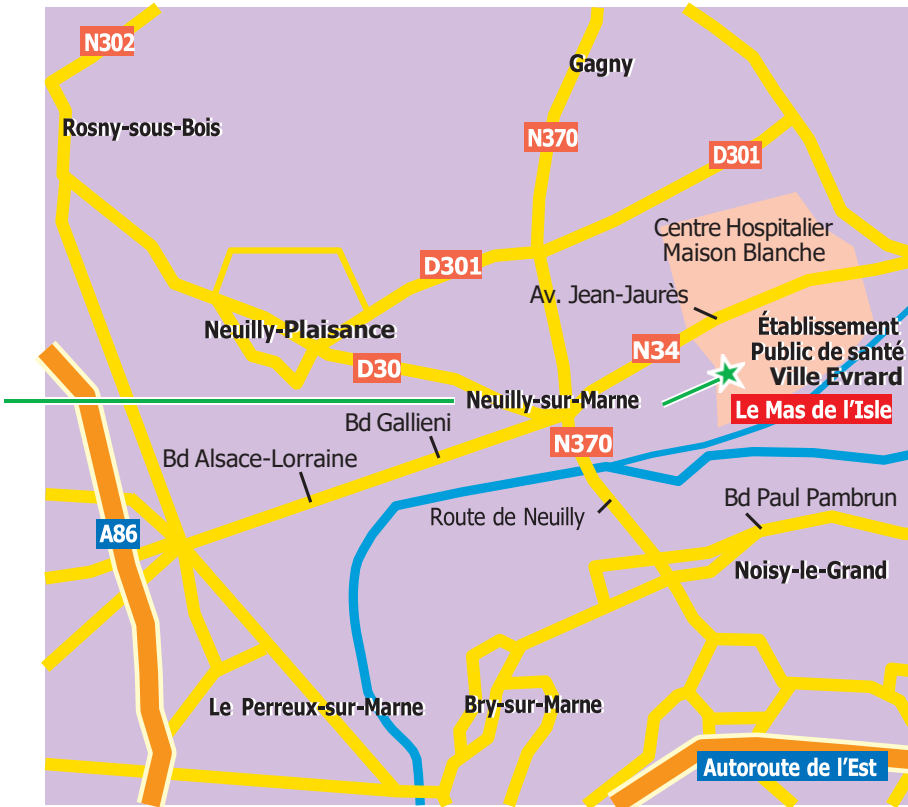 N302
Gagny
Rosny-sous-Bois
N370
D301
Centre Hospitalier
Maison Blanche
D301
Av. Jean-Jaurès
Neuilly-Plaisance
Établissement
Public de santé
Ville Evrard
N34
D30
Neuilly-sur-Marne
Le Mas de l'Isle
Bd Gallieni
N370
Bd Alsace-Lorraine
Bd Paul Pambrun
Route de Neuilly
A86
Noisy-le-Grand
Le Perreux-sur-Marne
Bry-sur-Marne
Autoroute de l'Est